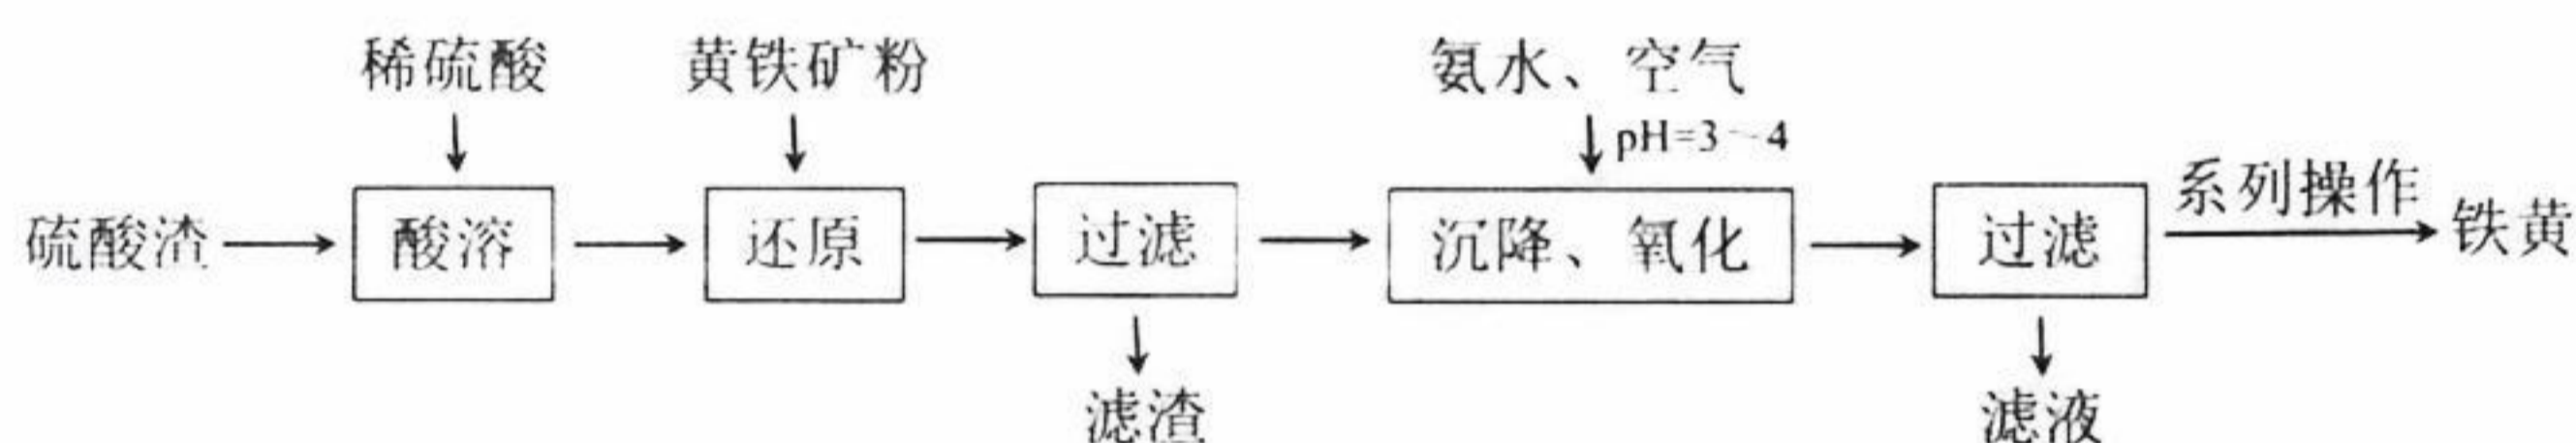 稀硫酸
黄铁矿粉
氨水、空气
pH=3~4
硫酸渣
酸溶
还原
过滤
沉降、氧化
过滤
系列操作
铁黄
滤渣
滤液